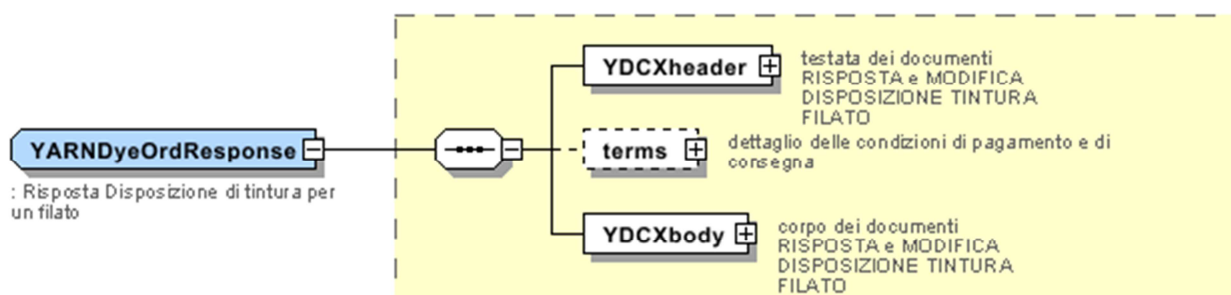 YDCXheader
testata dei documenti
RISPOSTA e MODIFICA
DISPOSIZIONE TINTURA
FILATO
YARNDyeOrdResponse
: Risposta Disposizione di tintura per
un filato
terms
dettaglio delle condizioni di pagamento e di
consegna
YDCXbody
corpo dei documenti
RISPOSTA e MODIFICA
DISPOSIZIONE TINTURA
FILATO